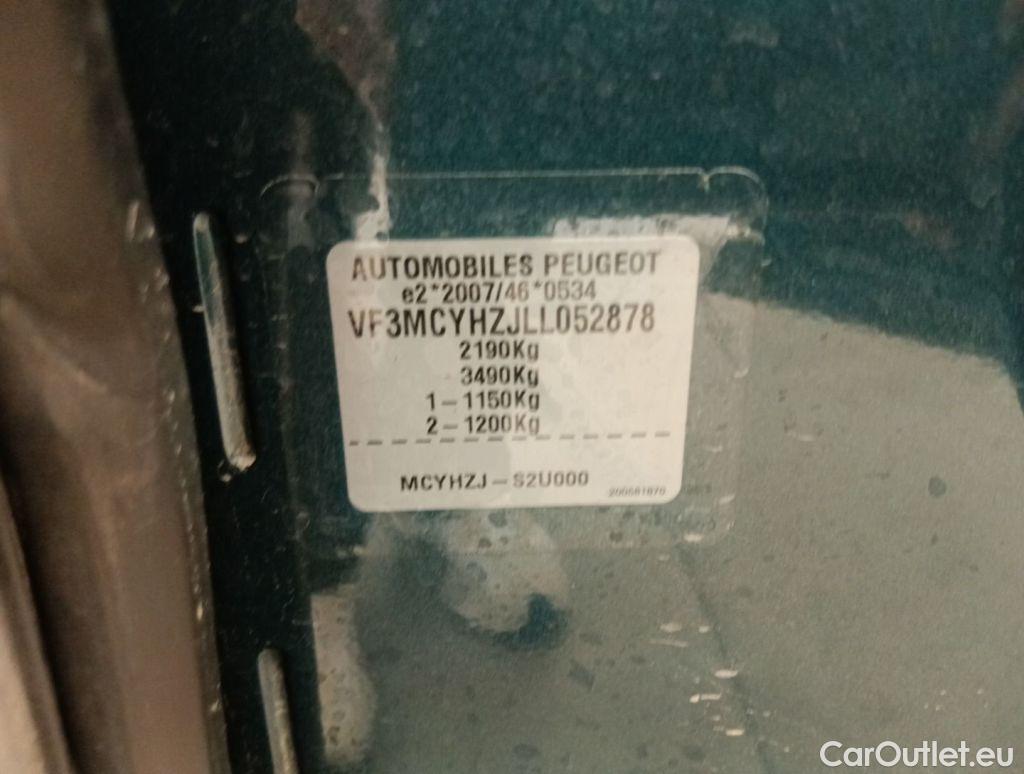 AUTOMOBILES PEUGEOT
e2*2007/46*0534
VF3MCYHZJLL052878
2190Kg
3490Kg
1-1150Kg
2-1200Kg
MCYHZJ-S2U000
CarOutlet.eu